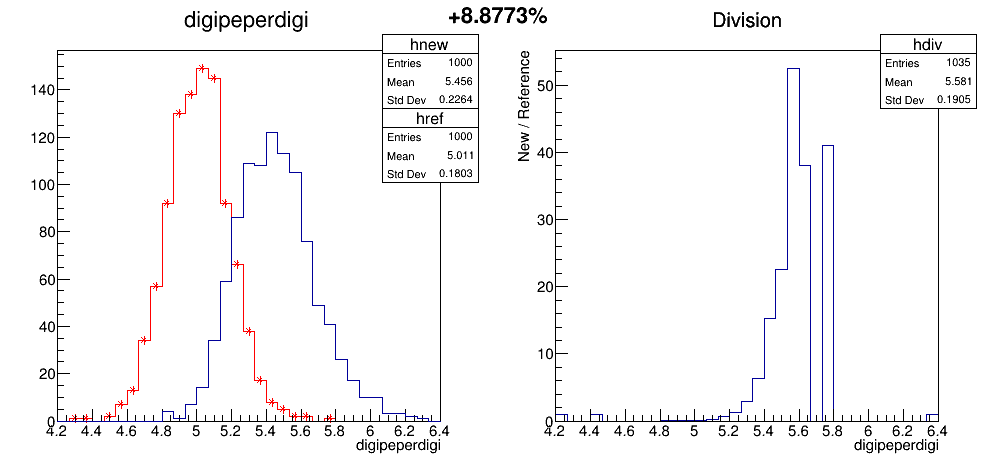 +8.8773%
digipeperdigi
hnew
Entries 1000
Mean 5.456
Std Dev 0.2264
href
Entries 1000
Mean 5.011
Std Dev 0.1803
140
120
100
80
60
40
20
0
4.2 4.4 4.6 4.8 5 5.2 5.4 5.6 5.8 6 6.2 6.4
digipeperdigi
Division
hdiv
Entries 1035
Mean 5.581
Std Dev 0.1905
New / Reference
50
40
30
20
10
0
4.2 4.4 4.6 4.8 5 5.2 5.4 5.6 5.8 6 6.2 6.4
digipeperdigi